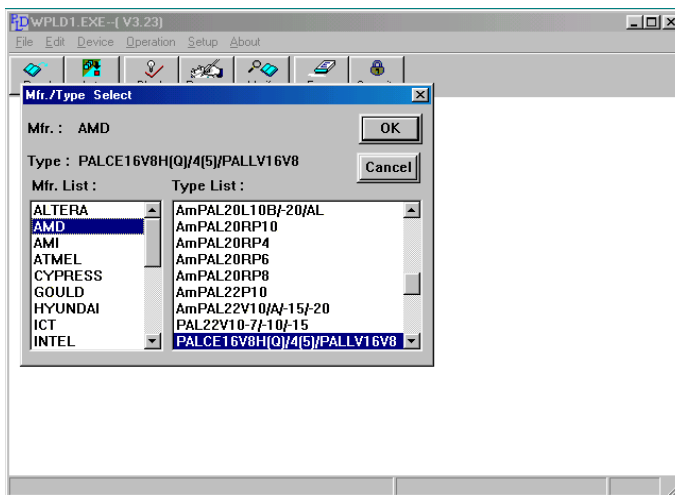 WPLD1.EXE--( V3.23)
File Edit Device Operation Setup About
Mfr./Type Select
Mfr. : AMD
OK
Type : PALCE16V8H(Q)/4(5)/PALLV16V8
Cancel
Mfr. List :
Type List :
ALTERA
AMD
AMI
ATMEL
CYPRESS
GOULD
HYUNDAI
ICT
INTEL
AmPAL20L10B/-20/AL
AmPAL20RP10
AmPAL20RP4
AmPAL20RP6
AmPAL20RP8
AmPAL22P10
AmPAL22V10/A/-15/-20
PAL22V10-7/-10/-15
PALCE16V8H(Q)/4(5)/PALLV16V8